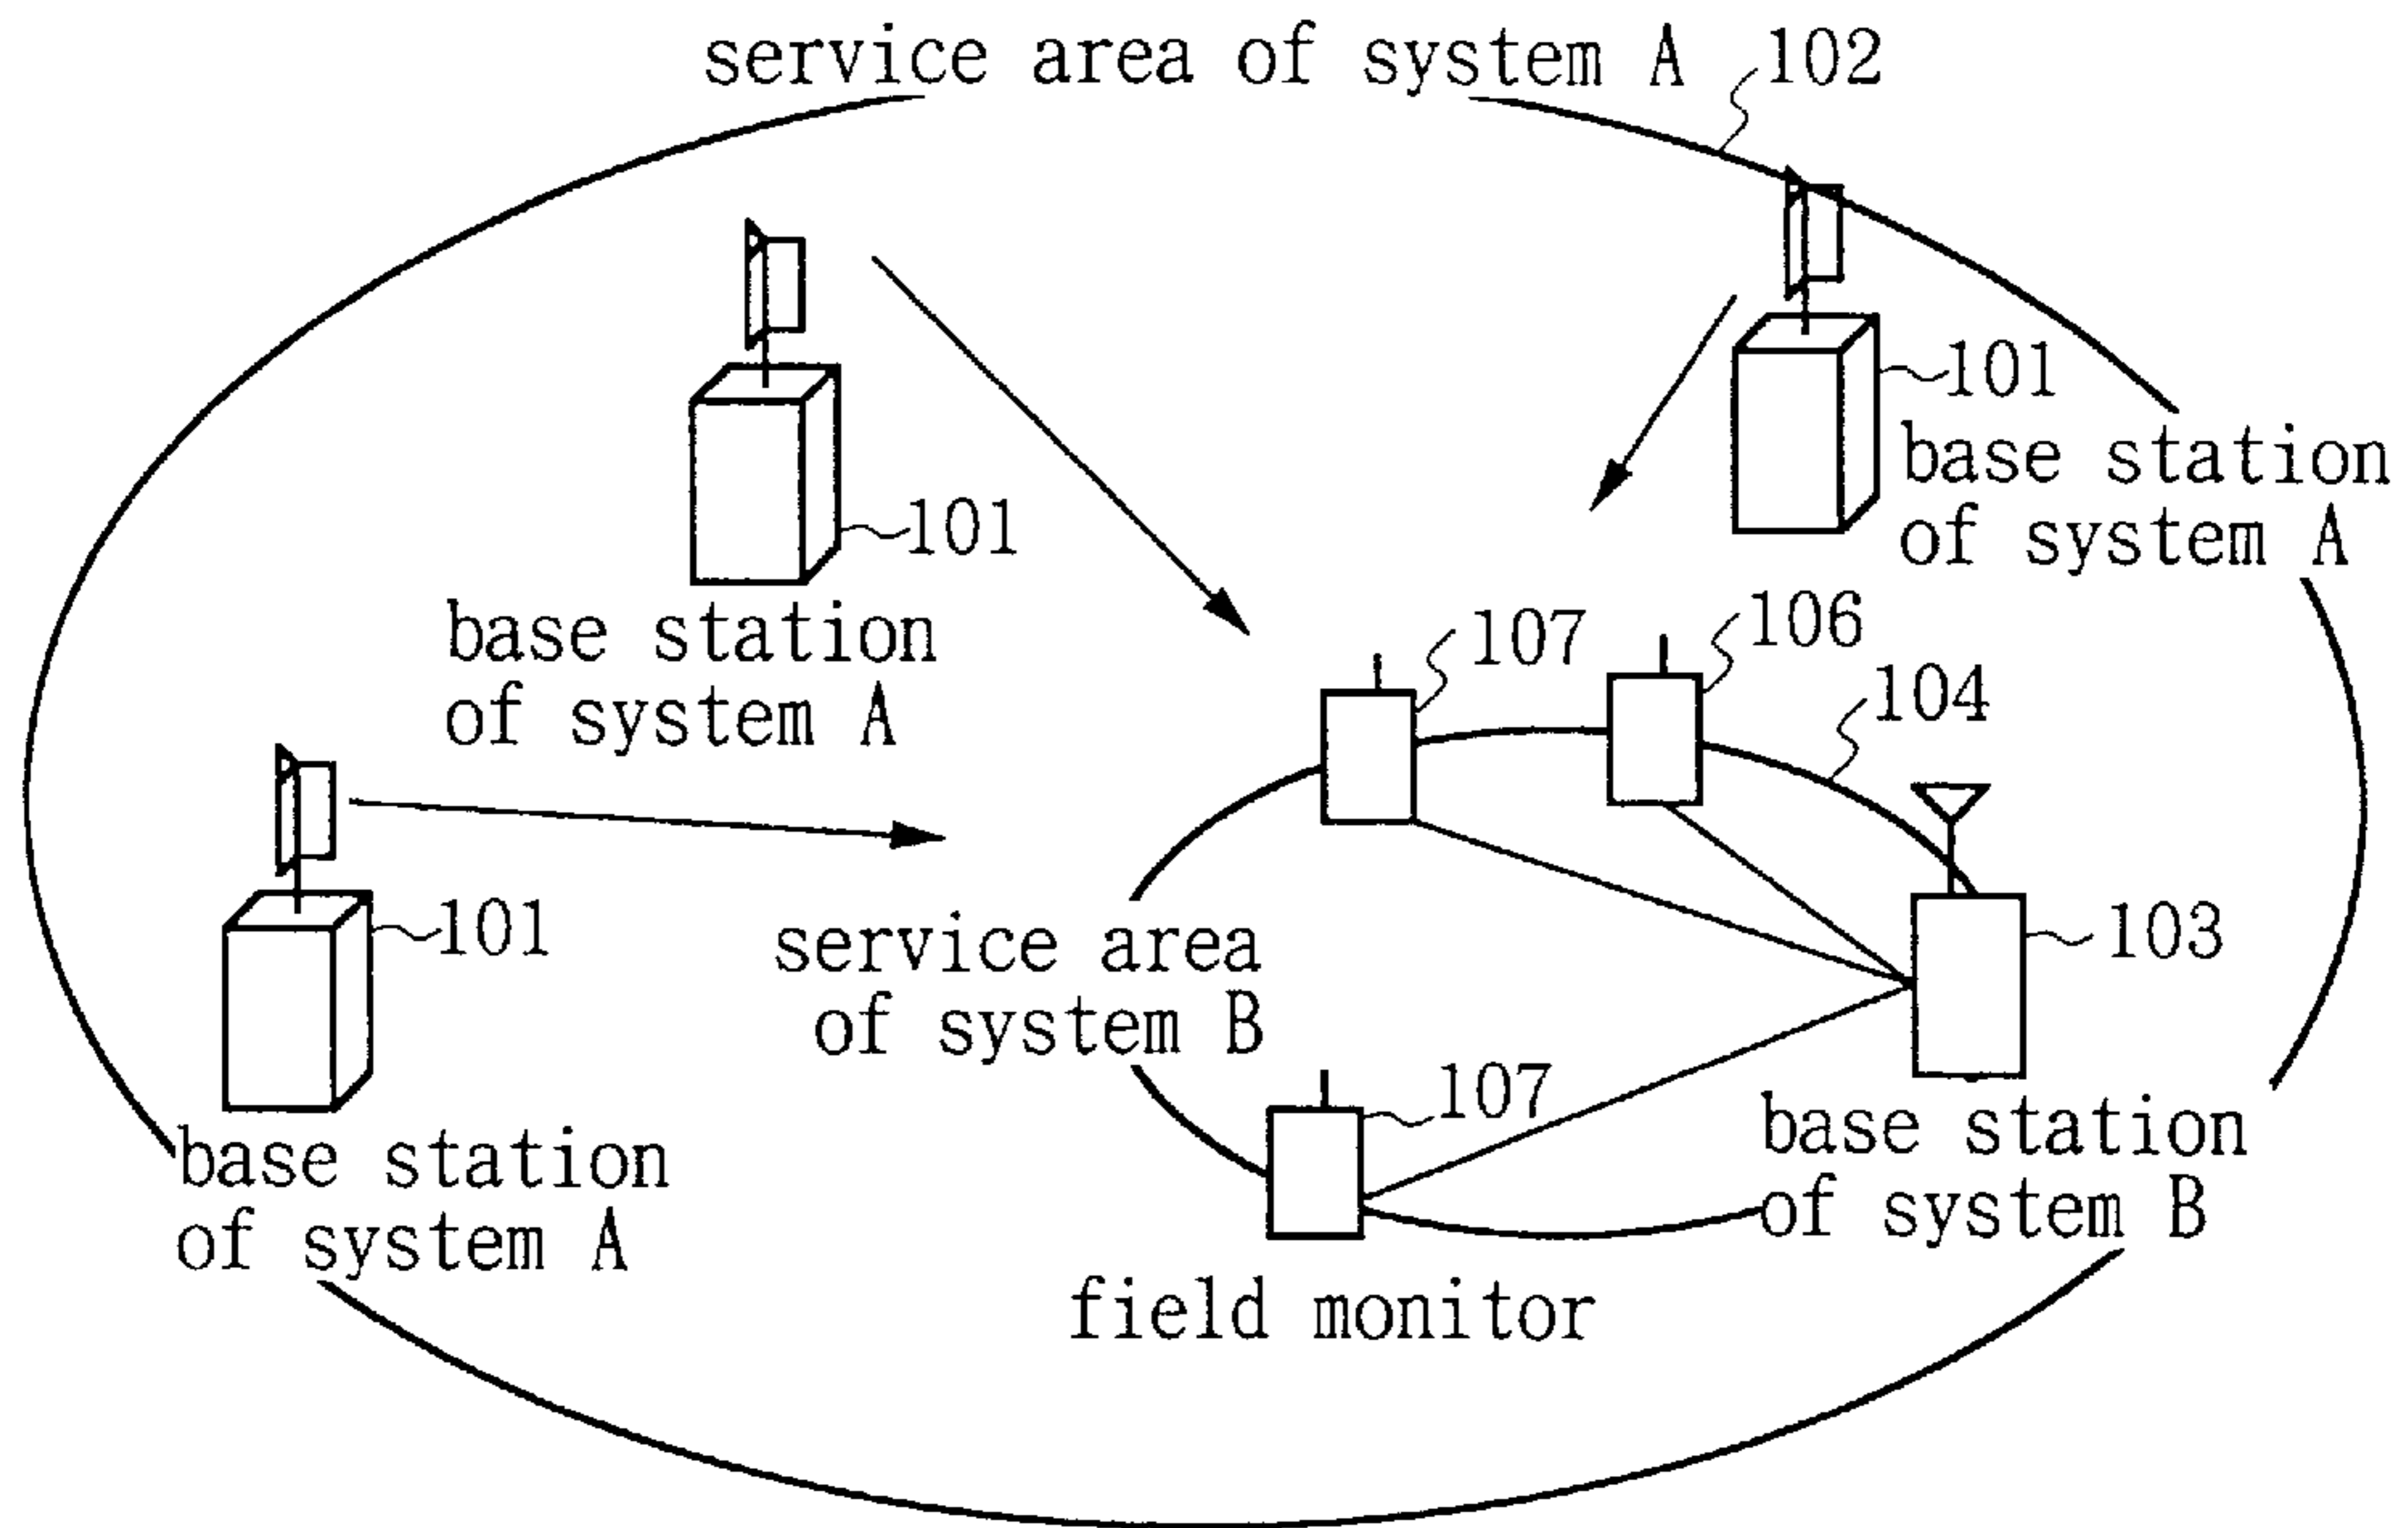 service area of system A 102
101
base station
of system A
101
base station
of system A
107
106
104
101
base station
of system A
service area
of system B
103
107
base station
of system B
field monitor